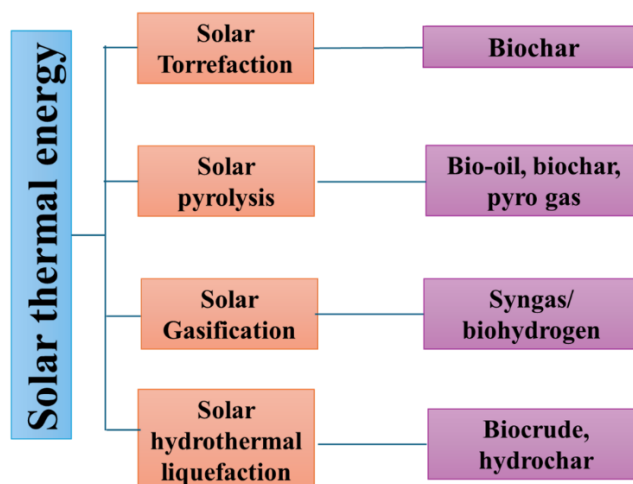 Solar thermal energy
Solar
Torrefaction
Biochar
Solar
pyrolysis
Bio-oil, biochar,
pyro gas
Solar
Gasification
Syngas/
biohydrogen
Solar
hydrothermal
liquefaction
Biocrude,
hydrochar